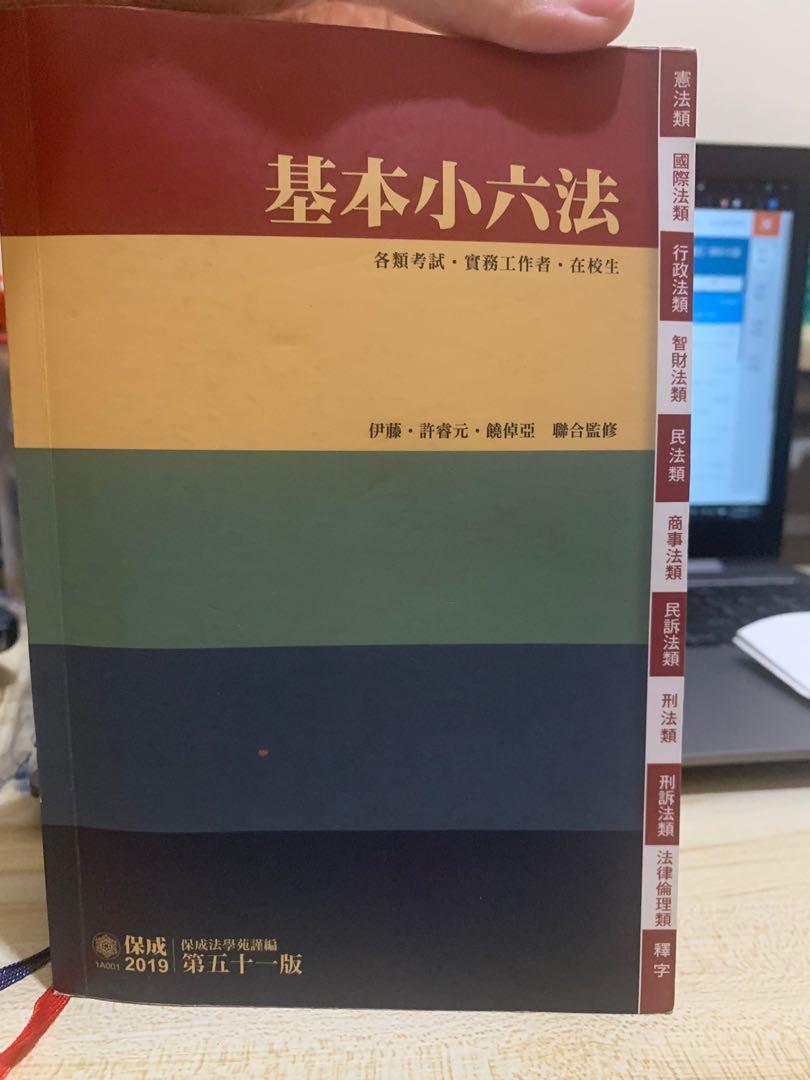 基本小六法
各類考試・實務工作者・在校生
伊藤・許睿元・饒倬亞 聯合監修
保成
1A001 2019
保成法學苑謹編
第五十一版
憲法類
國際法類
行政法類
智財法類
民法類
商事法類
民訴法類
刑法類
刑訴法類
法律倫理類
釋字